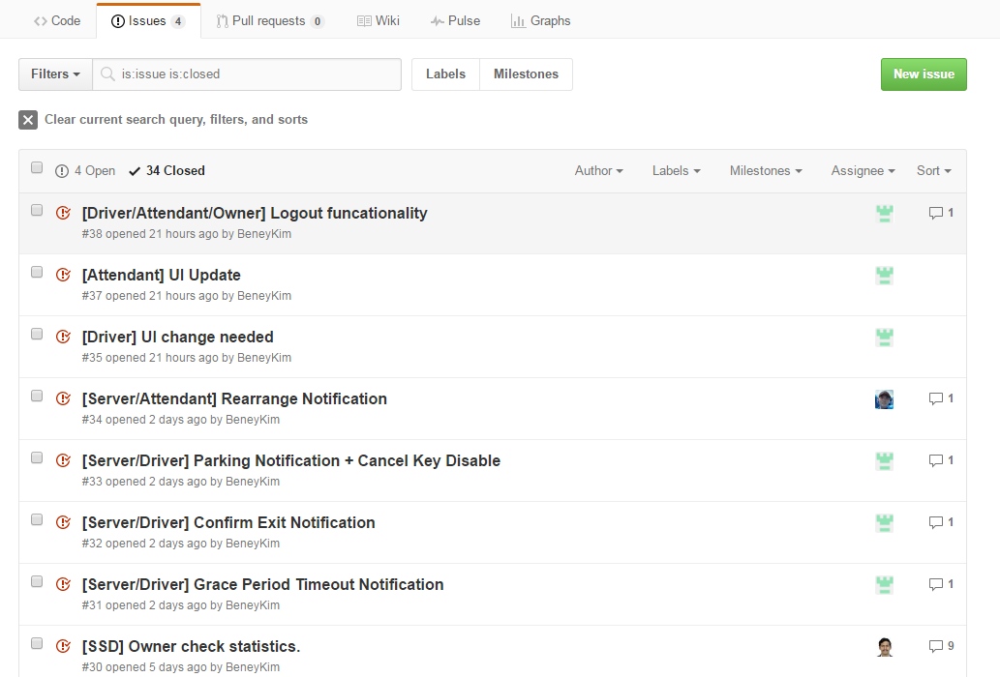 Code Issues 4 Pull requests 0 Wiki Pulse Graphs
Filters is:issue is:closed Labels Milestones New issue
Clear current search query, filters, and sorts
4 Open 34 Closed Author Labels Milestones Assignee Sort
[Driver/Attendant/Owner] Logout funcationality 1
#38 opened 21 hours ago by BeneyKim
[Attendant] UI Update
#37 opened 21 hours ago by BeneyKim
[Driver] UI change needed
#35 opened 21 hours ago by BeneyKim
[Server/Attendant] Rearrange Notification 1
#34 opened 2 days ago by BeneyKim
[Server/Driver] Parking Notification + Cancel Key Disable 1
#33 opened 2 days ago by BeneyKim
[Server/Driver] Confirm Exit Notification 1
#32 opened 2 days ago by BeneyKim
[Server/Driver] Grace Period Timeout Notification 1
#31 opened 2 days ago by BeneyKim
[SSD] Owner check statistics. 9
#30 opened 5 days ago by BeneyKim